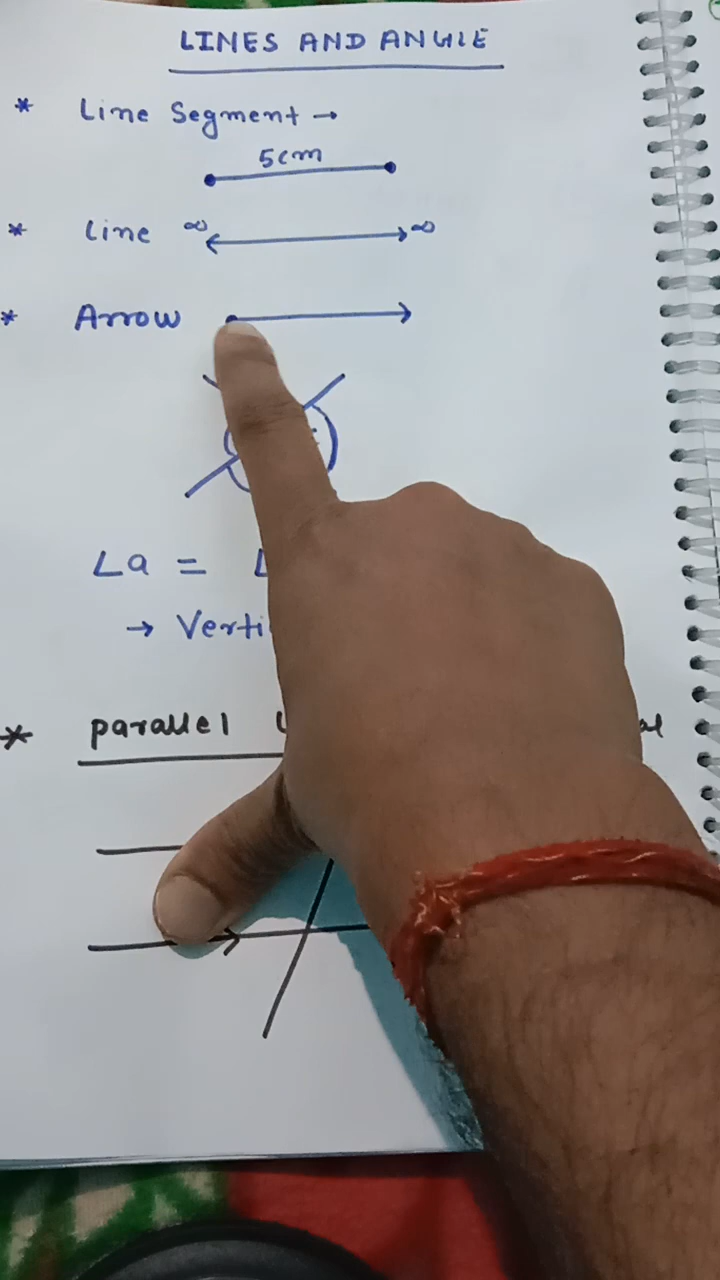 LINES AND ANGLE
* Line Segment →
5cm
* Line ∞ ∞
* Arrow
∠a =
→ Verti
* parallel